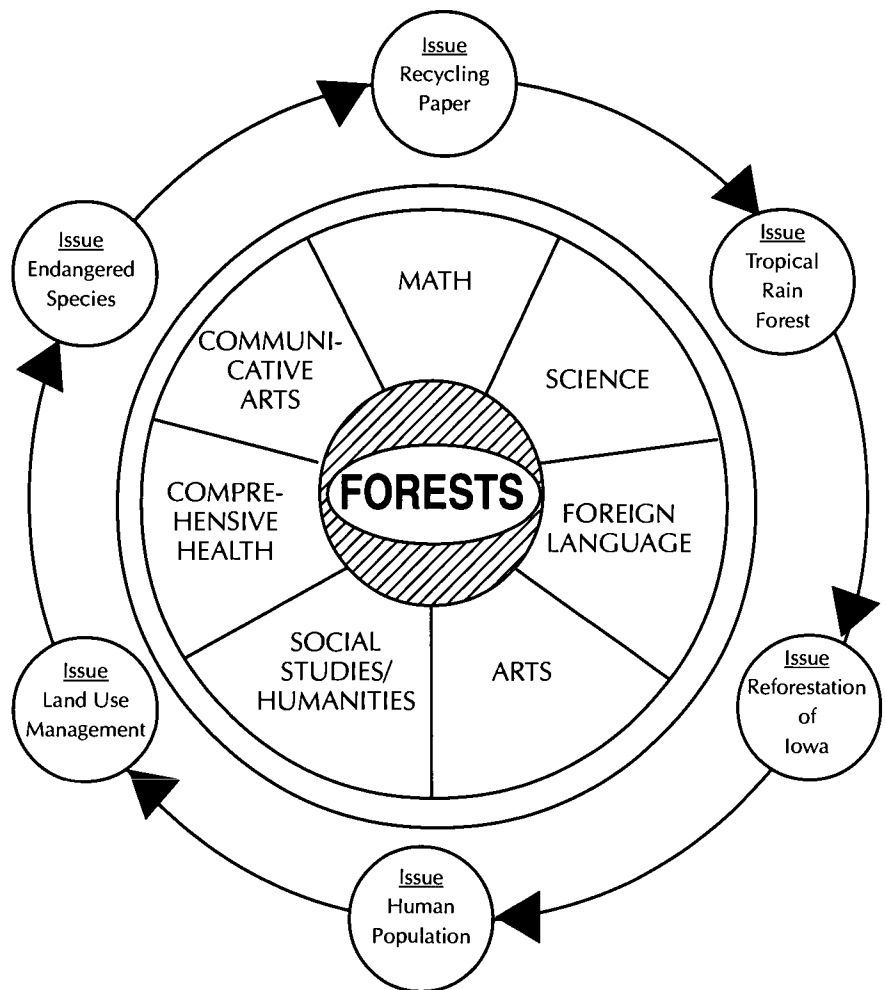 Issue
Recycling
Paper
Issue
Tropical
Rain
Forest
Issue
Reforestation
of
Iowa
Issue
Human
Population
Issue
Land Use
Management
Issue
Endangered
Species
MATH
SCIENCE
FOREIGN
LANGUAGE
ARTS
SOCIAL
STUDIES/
HUMANITIES
COMPRE-
HENSIVE
HEALTH
COMMUNI-
CATIVE
ARTS
FORESTS